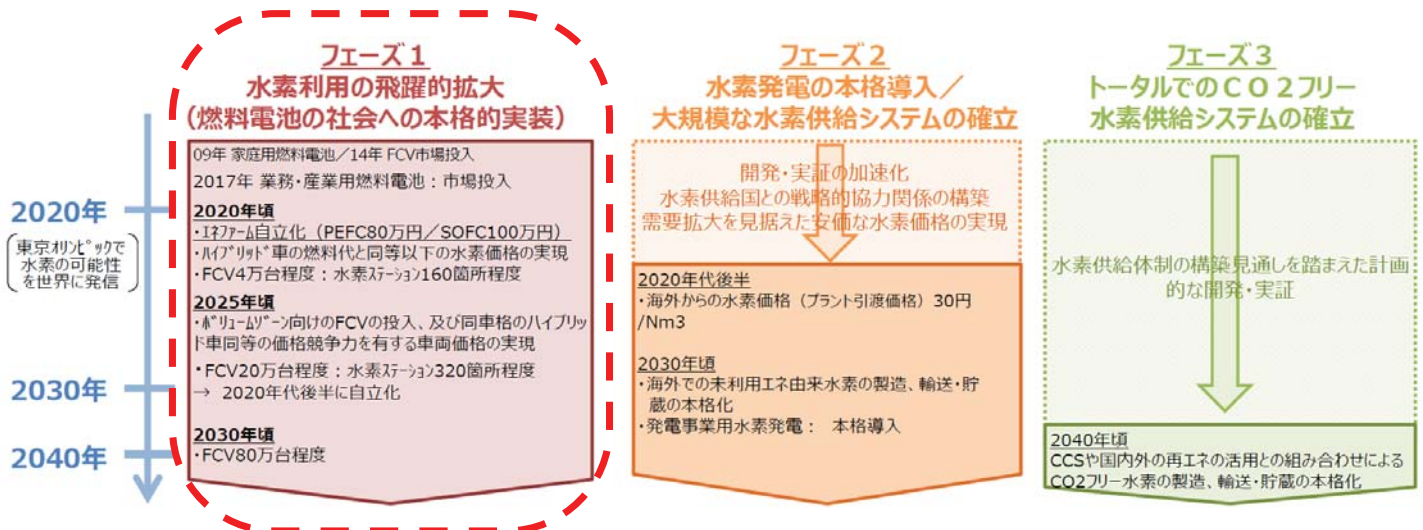 2020年
東京オリンピックで
水素の可能性
を世界に発信
2030年
2040年
フェーズ1
水素利用の飛躍的拡大
(燃料電池の社会への本格的実装)
09年 家庭用燃料電池/14年 FCV市場投入
2017年 業務・産業用燃料電池:市場投入
2020年頃
・エネファーム自立化(PEFC80万円/SOFC100万円)
・ハイブリッド車の燃料代と同等以下の水素価格の実現
・FCV4万台程度:水素ステーション160箇所程度
2025年頃
・ボリュームゾーン向けのFCVの投入、及び同車格のハイブリッ
ド車同等の価格競争力を有する車両価格の実現
・FCV20万台程度:水素ステーション320箇所程度
→ 2020年代後半に自立化
2030年頃
・FCV80万台程度
フェーズ2
水素発電の本格導入/
大規模な水素供給システムの確立
開発・実証の加速化
水素供給国との戦略的協力関係の構築
需要拡大を見据えた安価な水素価格の実現
2020年代後半
・海外からの水素価格(プラント引渡価格)30円
/Nm3
2030年頃
・海外での未利用エネ由来水素の製造、輸送・貯
蔵の本格化
・発電事業用水素発電: 本格導入
フェーズ3
トータルでのCO2フリー
水素供給システムの確立
水素供給体制の構築見通しを踏まえた計画
的な開発・実証
2040年頃
CCSや国内外の再エネの活用との組み合わせによる
CO2フリー水素の製造、輸送・貯蔵の本格化